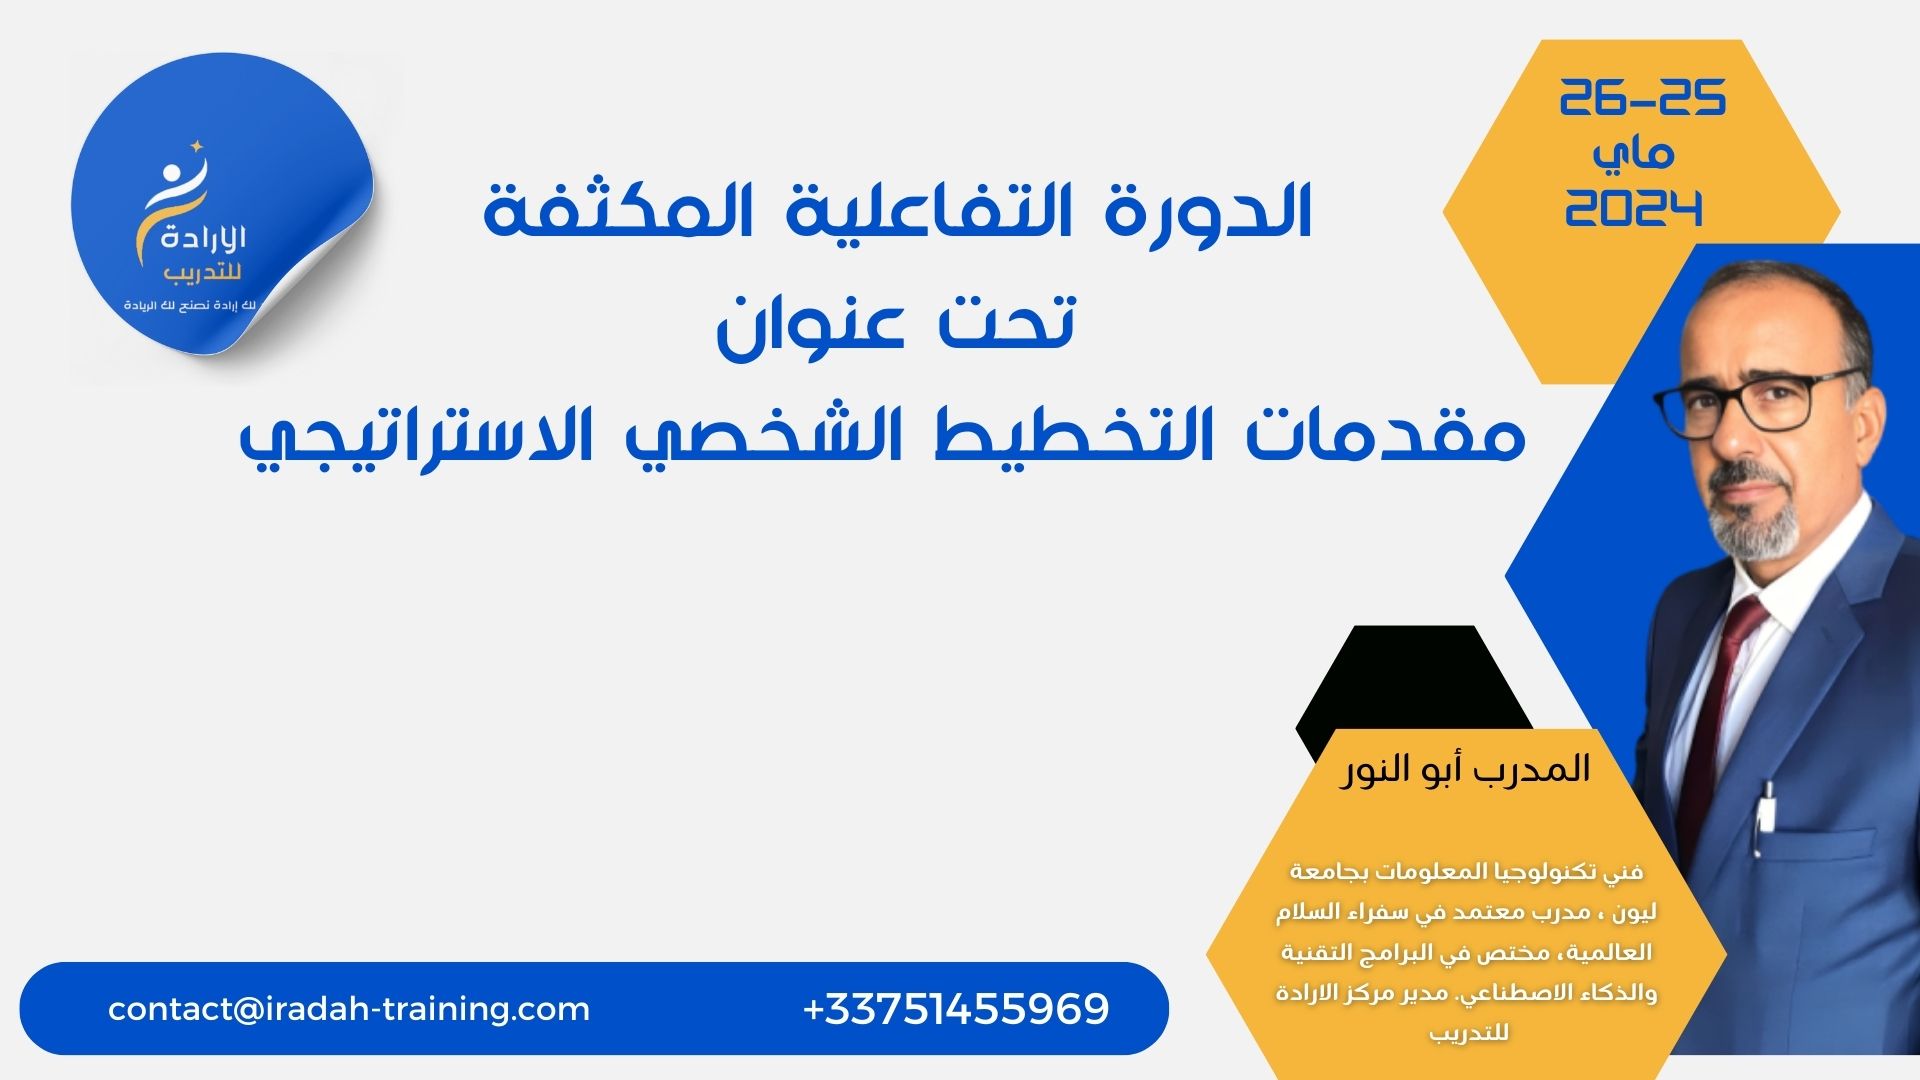 الإرادة
للتدريب
لك إرادة نصنح لك الريادة
25-26
ماي
2024
الدورة التفاعلية المكثفة
تحت عنوان
مقدمات التخطيط الشخصي الاستراتيجي
المدرب أبو النور
فني تكنولوجيا المعلومات بجامعة
ليون ، مدرب معتمد في سفراء السلام
العالمية، مختص في البرامج التقنية
والذكاء الاصطناعي. مدير مركز الارادة
للتدريب
contact@iradah-training.com
+33751455969